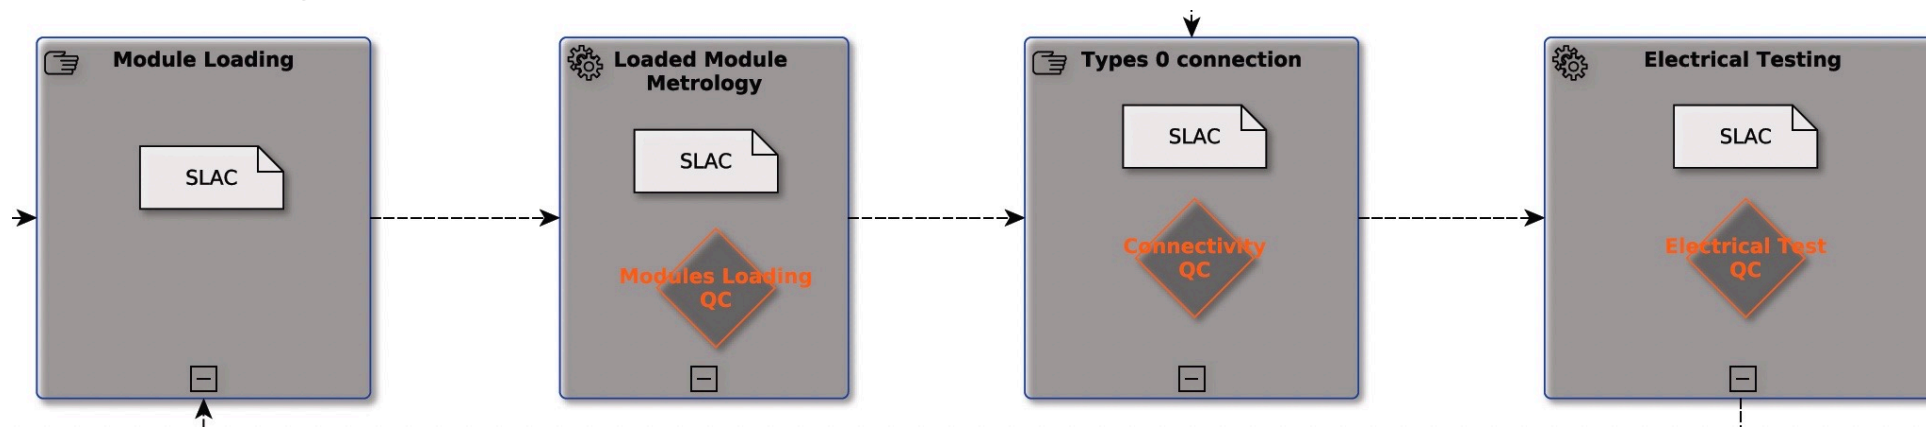 Module Loading
SLAC
Loaded Module
Metrology
SLAC
Modules Loading
QC
Types 0 connection
SLAC
Connectivity
QC
Electrical Testing
SLAC
Electrical Test
QC